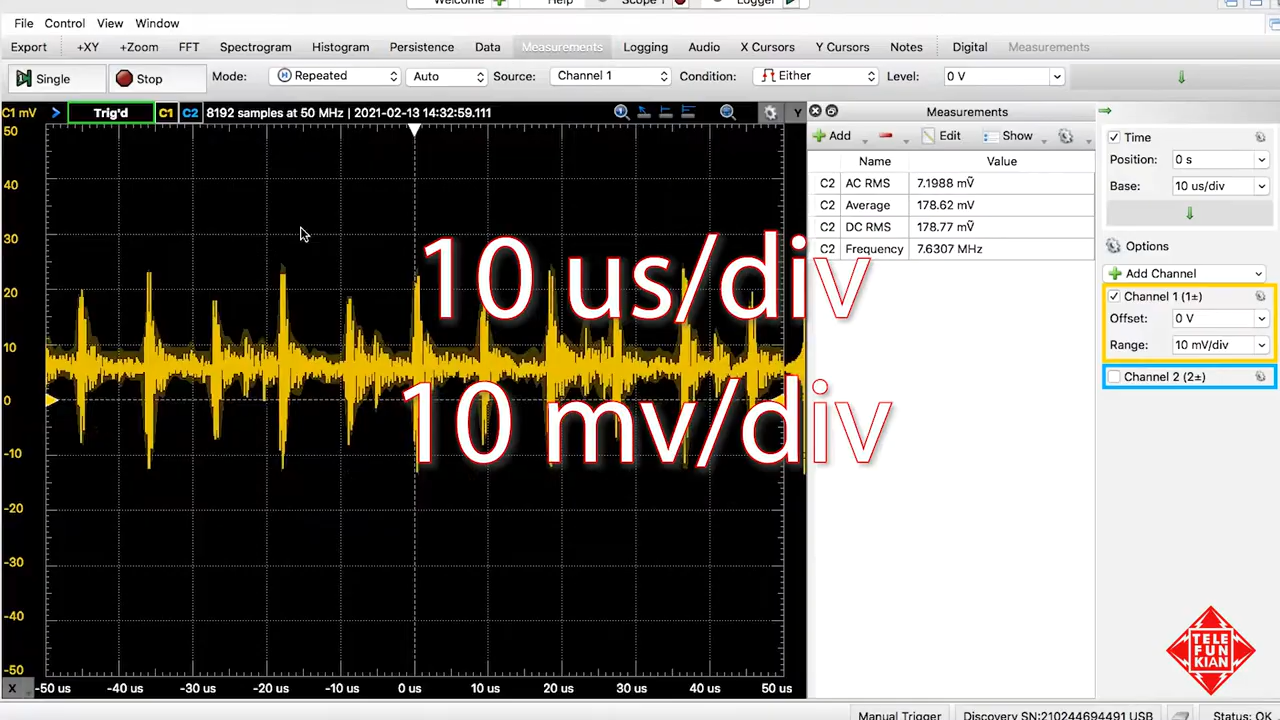 Welcome Help Scope 1 Logger
File Control View Window
Export +XY +Zoom FFT Spectrogram Histogram Persistence Data Measurements Logging Audio X Cursors Y Cursors Notes Digital Measurements
Single Stop Mode: Repeated Auto Source: Channel 1 Condition: Either Level: 0 V
C1 mV Trig'd C1 C2 8192 samples at 50 MHz | 2021-02-13 14:32:59.111 Y
50
40
30
20
10
0
-10
-20
-30
-40
-50
X -50 us -40 us -30 us -20 us -10 us 0 us 10 us 20 us 30 us 40 us 50 us
10 us/div
10 mv/div
Measurements
Add Edit Show
Name Value
C2 AC RMS 7.1988 mṼ
C2 Average 178.62 mṼ
C2 DC RMS 178.77 mṼ
C2 Frequency 7.6307 MHz
Time
Position: 0 s
Base: 10 us/div
Options
Add Channel
Channel 1 (1±)
Offset: 0 V
Range: 10 mV/div
Channel 2 (2±)
TELE
FUN
KIAN
Manual Trigger Discovery SN:210244694491 USB Status: OK